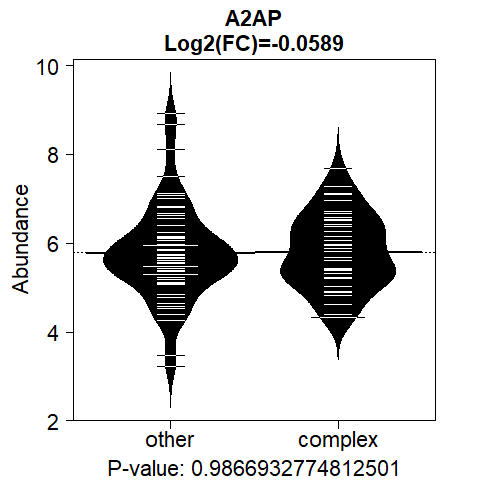 A2AP
Log2(FC)=-0.0589
Abundance
10
8
6
4
2
other complex
P-value: 0.9866932774812501